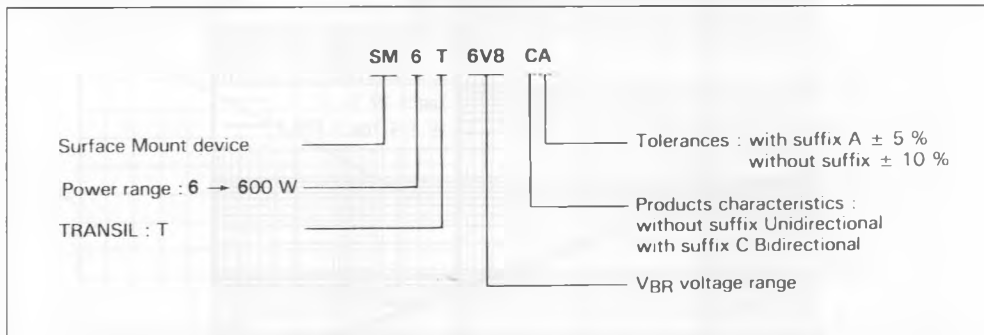 SM 6 T 6V8 CA
Surface Mount device
Power range : 6 → 600 W
TRANSIL : T
Tolerances : with suffix A ± 5 %
without suffix ± 10 %
Products characteristics :
without suffix Unidirectional
with suffix C Bidirectional
VBR voltage range